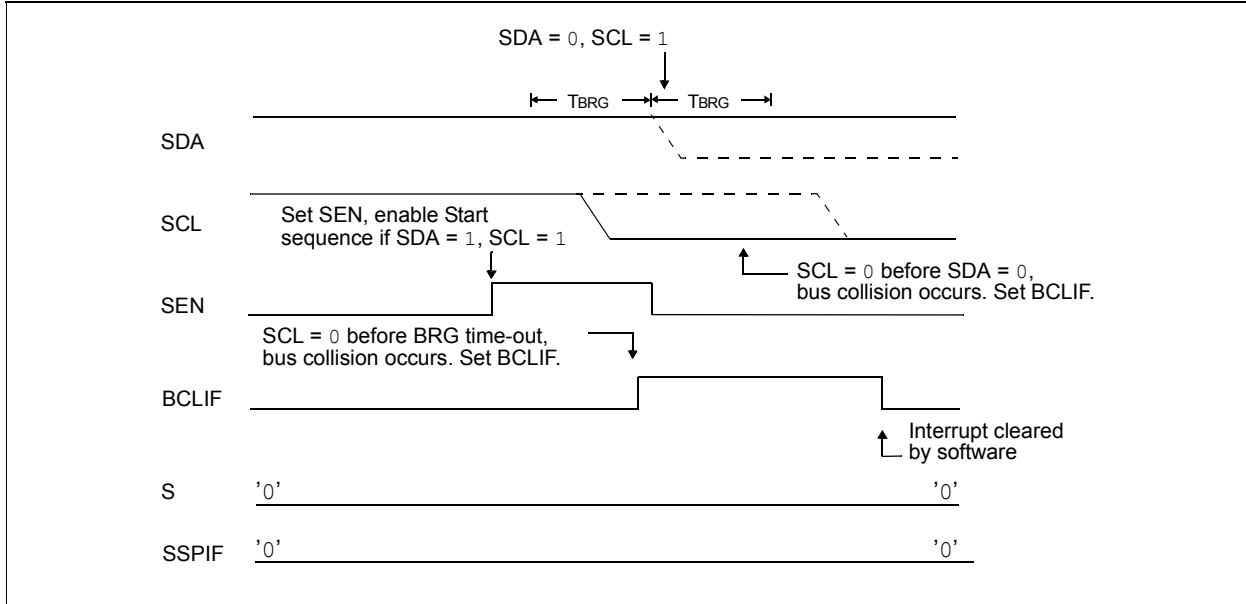 SDA = 0, SCL = 1
TBRG TBRG
SDA
SCL
Set SEN, enable Start
sequence if SDA = 1, SCL = 1
SCL = 0 before SDA = 0,
bus collision occurs. Set BCLIF.
SEN
SCL = 0 before BRG time-out,
bus collision occurs. Set BCLIF.
BCLIF
Interrupt cleared
by software
S '0' '0'
SSPIF '0' '0'